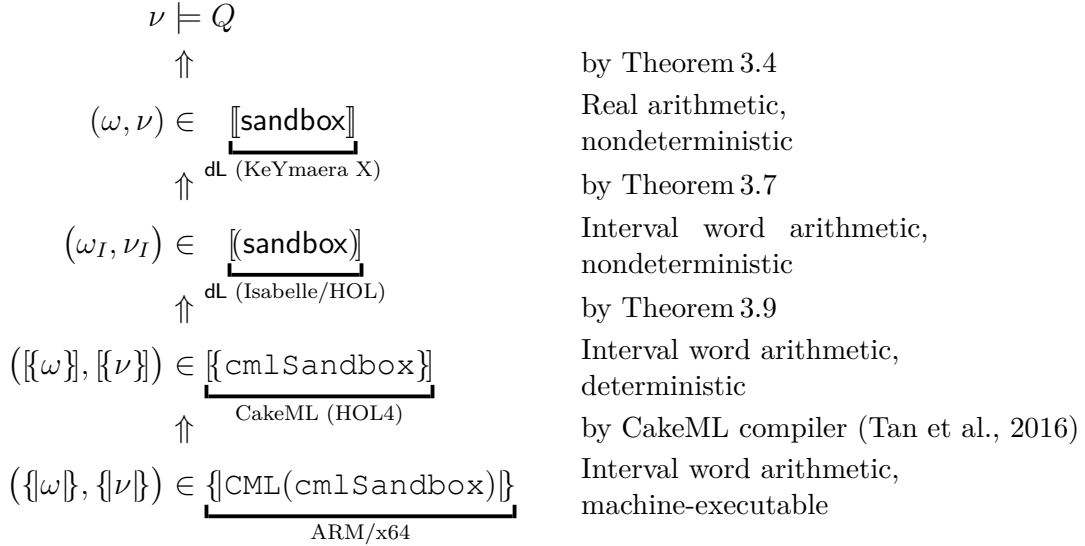 ν ⊨ Q
⇑ by Theorem 3.4
(ω, ν) ∈ ⟦sandbox⟧ Real arithmetic,
nondeterministic
dL (KeYmaera X)
⇑ by Theorem 3.7
(ω_I, ν_I) ∈ [(sandbox)] Interval word arithmetic,
nondeterministic
dL (Isabelle/HOL)
⇑ by Theorem 3.9
([{ω}], [{ν}]) ∈ [{cmlSandbox}] Interval word arithmetic,
deterministic
CakeML (HOL4)
⇑ by CakeML compiler (Tan et al., 2016)
({|ω|}, {|ν|}) ∈ {|CML(cmlSandbox)|} Interval word arithmetic,
machine-executable
ARM/x64